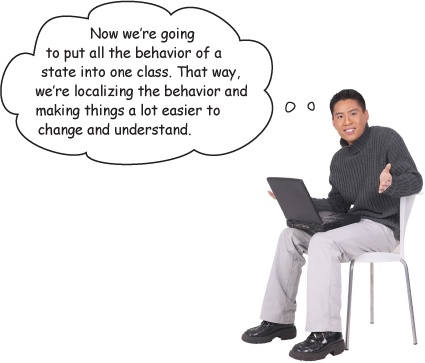 Now we're going
to put all the behavior of a
state into one class. That way,
we're localizing the behavior and
making things a lot easier to
change and understand.